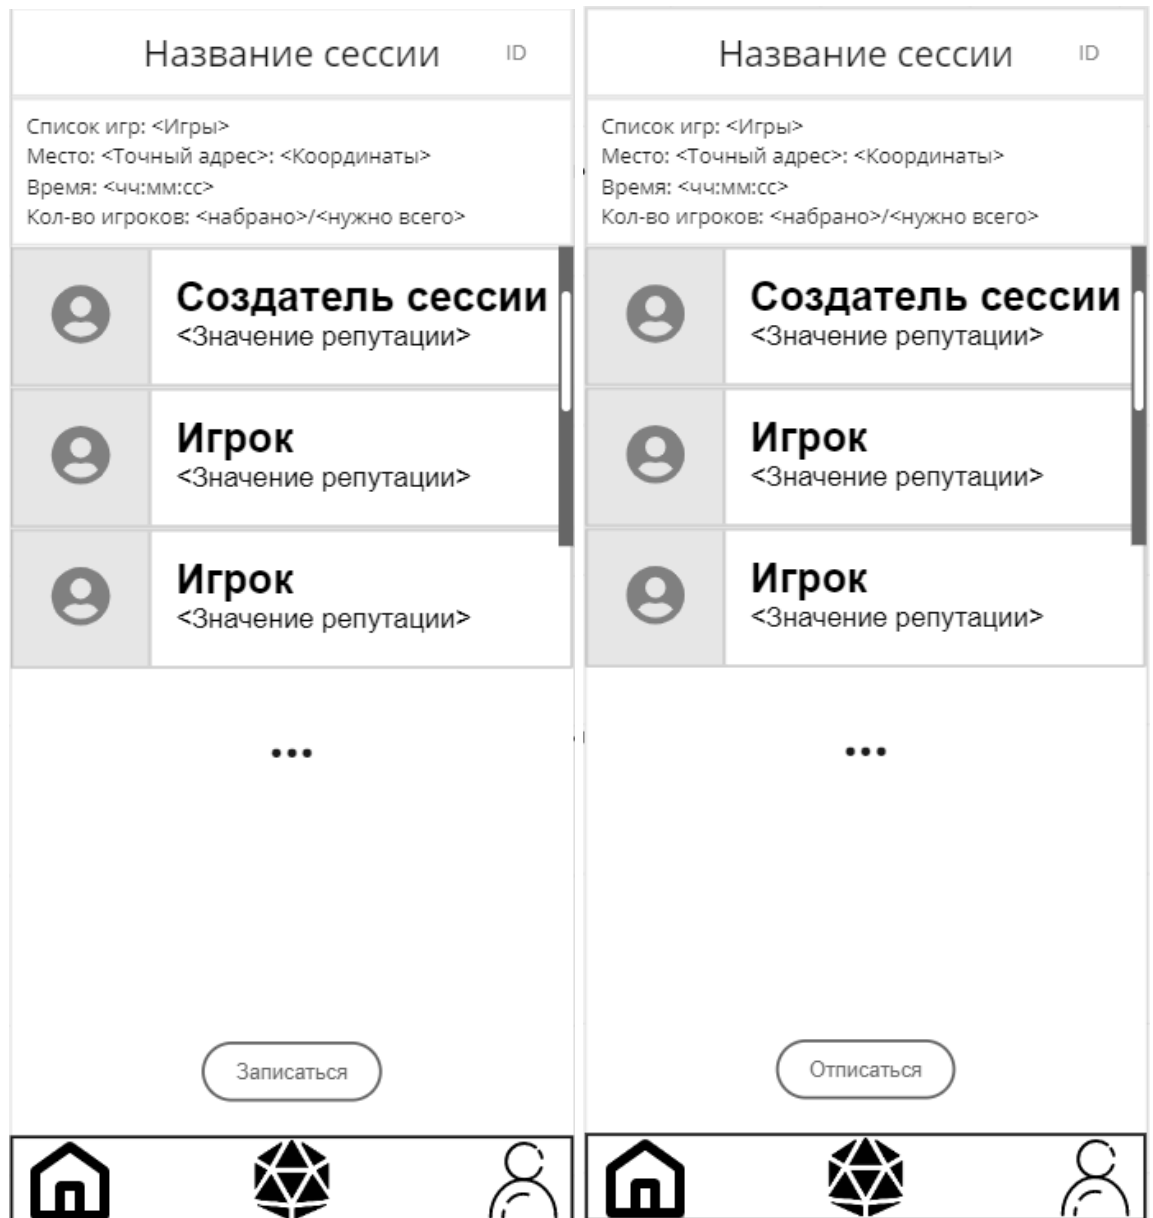 Название сессии ID
Список игр: <Игры>
Место: <Точный адрес>: <Координаты>
Время: <чч:мм:сс>
Кол-во игроков: <набрано>/<нужно всего>
Создатель сессии
<Значение репутации>
Игрок
<Значение репутации>
Игрок
<Значение репутации>
...
Записаться
Название сессии ID
Список игр: <Игры>
Место: <Точный адрес>: <Координаты>
Время: <чч:мм:сс>
Кол-во игроков: <набрано>/<нужно всего>
Создатель сессии
<Значение репутации>
Игрок
<Значение репутации>
Игрок
<Значение репутации>
...
Отписаться